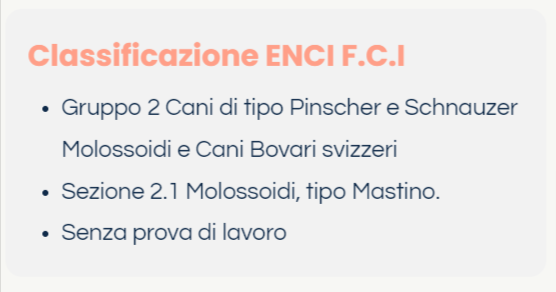 Classificazione ENCI F.C.I
• Gruppo 2 Cani di tipo Pinscher e Schnauzer
Molossoidi e Cani Bovari svizzeri
• Sezione 2.1 Molossoidi, tipo Mastino.
• Senza prova di lavoro